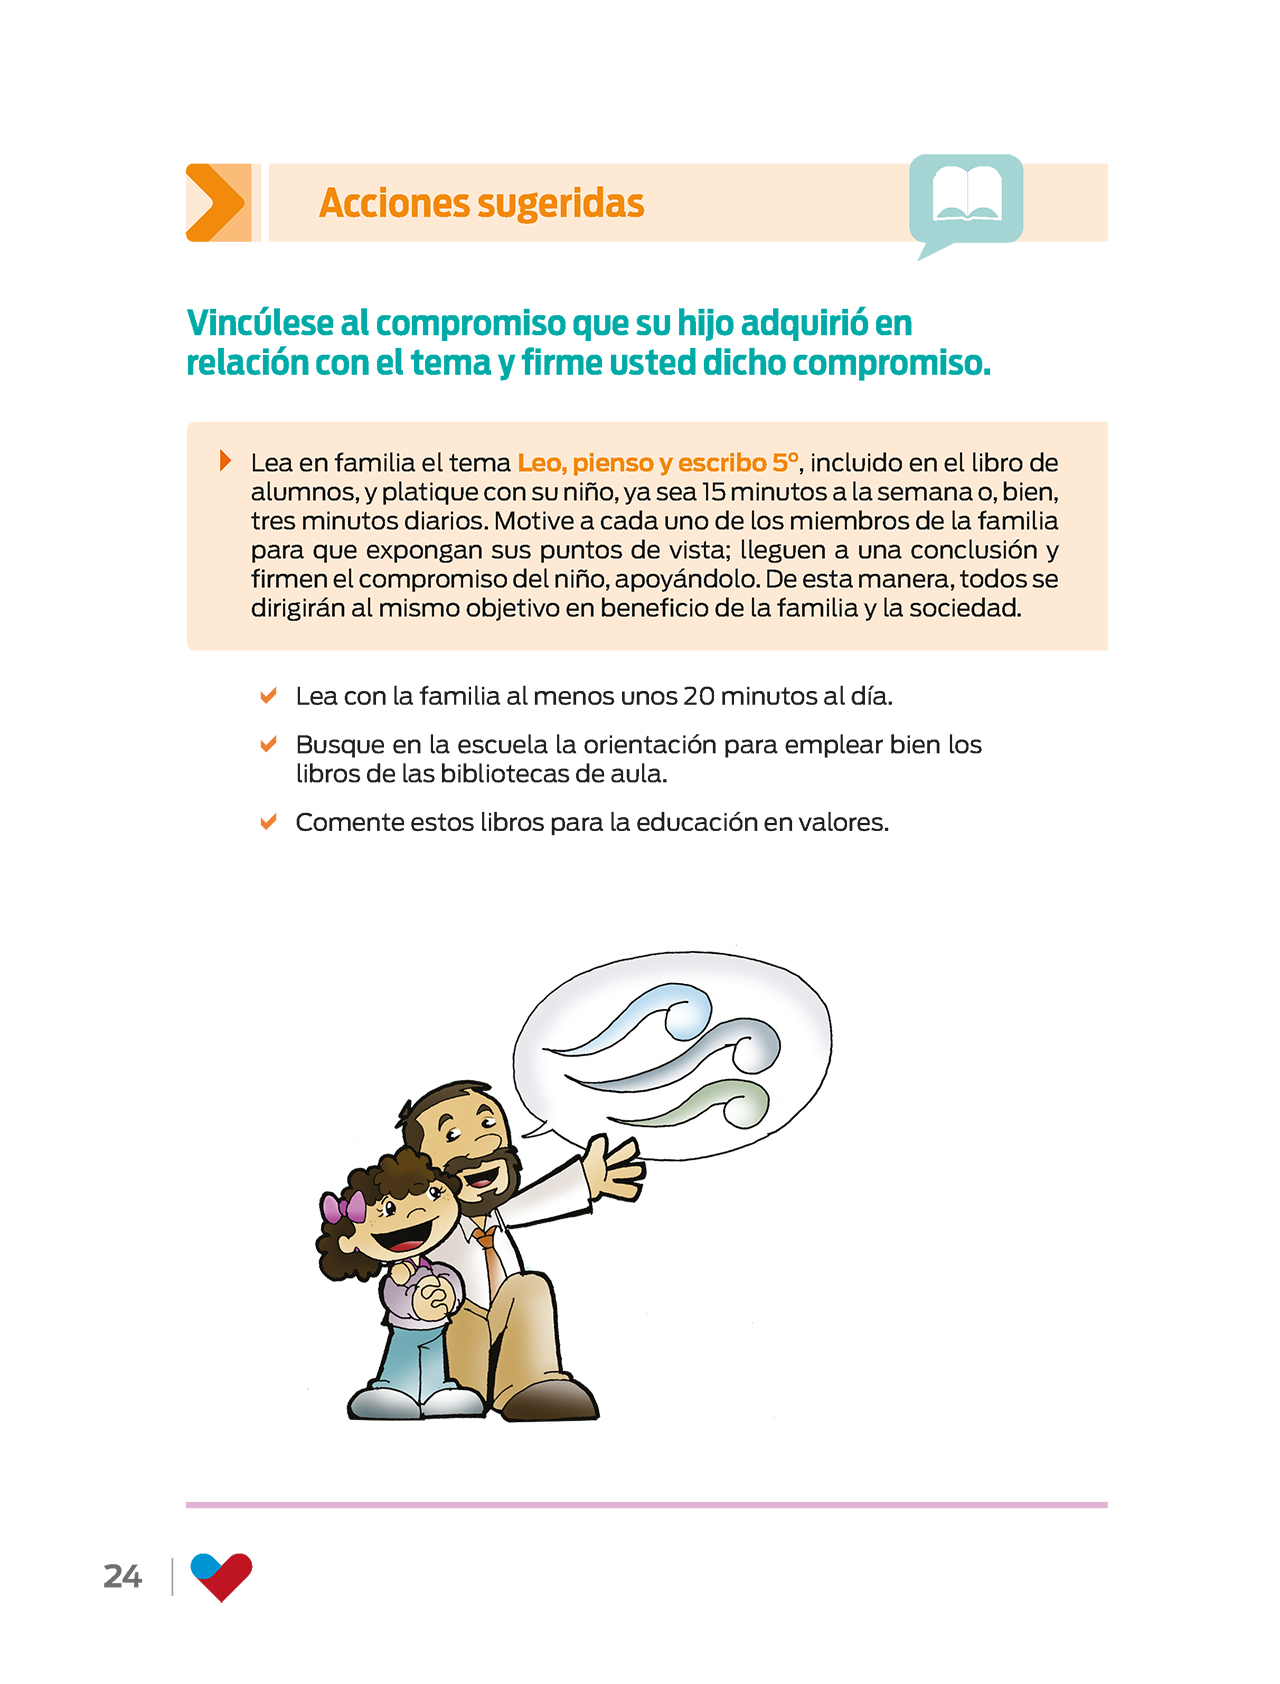 Acciones sugeridas
Vincúlese al compromiso que su hijo adquirió en
relación con el tema y firme usted dicho compromiso.
Lea en familia el tema Leo, pienso y escribo 5º, incluido en el libro de
alumnos, y platique con su niño, ya sea 15 minutos a la semana o, bien,
tres minutos diarios. Motive a cada uno de los miembros de la familia
para que expongan sus puntos de vista; lleguen a una conclusión y
firmen el compromiso del niño, apoyándolo. De esta manera, todos se
dirigirán al mismo objetivo en beneficio de la familia y la sociedad.
Lea con la familia al menos unos 20 minutos al día.
Busque en la escuela la orientación para emplear bien los
libros de las bibliotecas de aula.
Comente estos libros para la educación en valores.
24